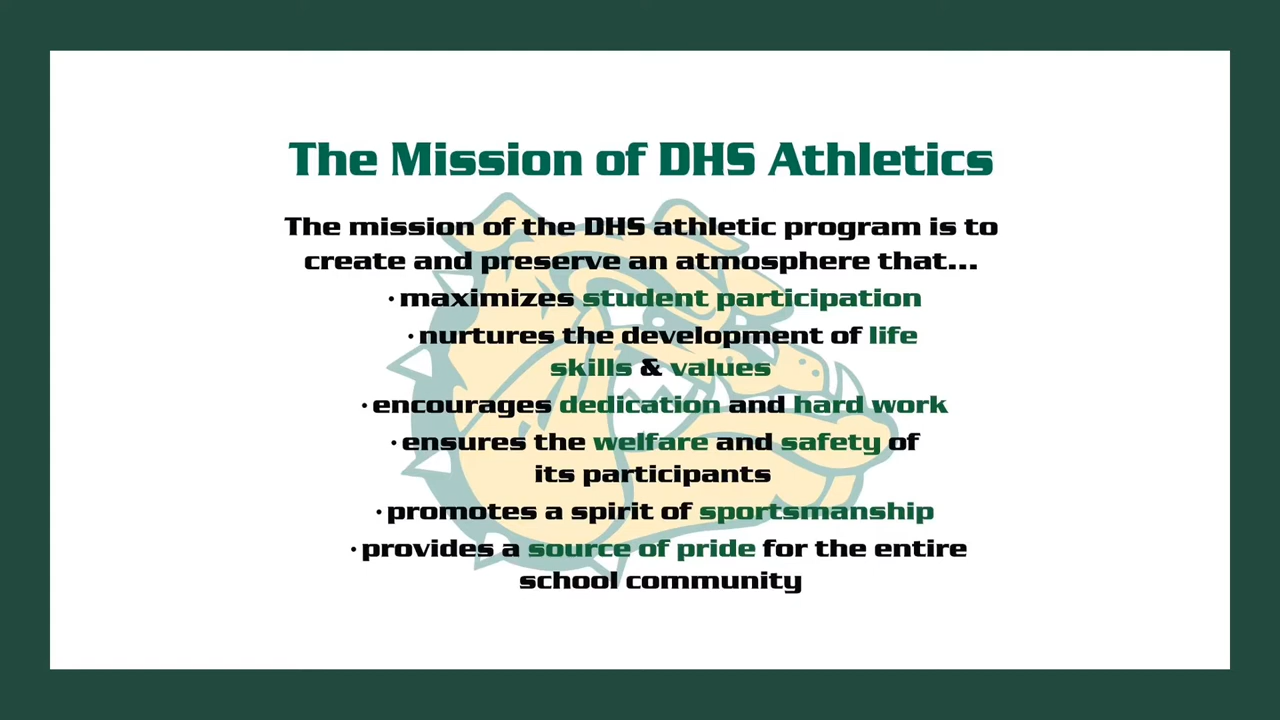 The Mission of DHS Athletics
The mission of the DHS athletic program is to
create and preserve an atmosphere that...
·maximizes student participation
·nurtures the development of life
skills & values
·encourages dedication and hard work
·ensures the welfare and safety of
its participants
·promotes a spirit of sportsmanship
·provides a source of pride for the entire
school community